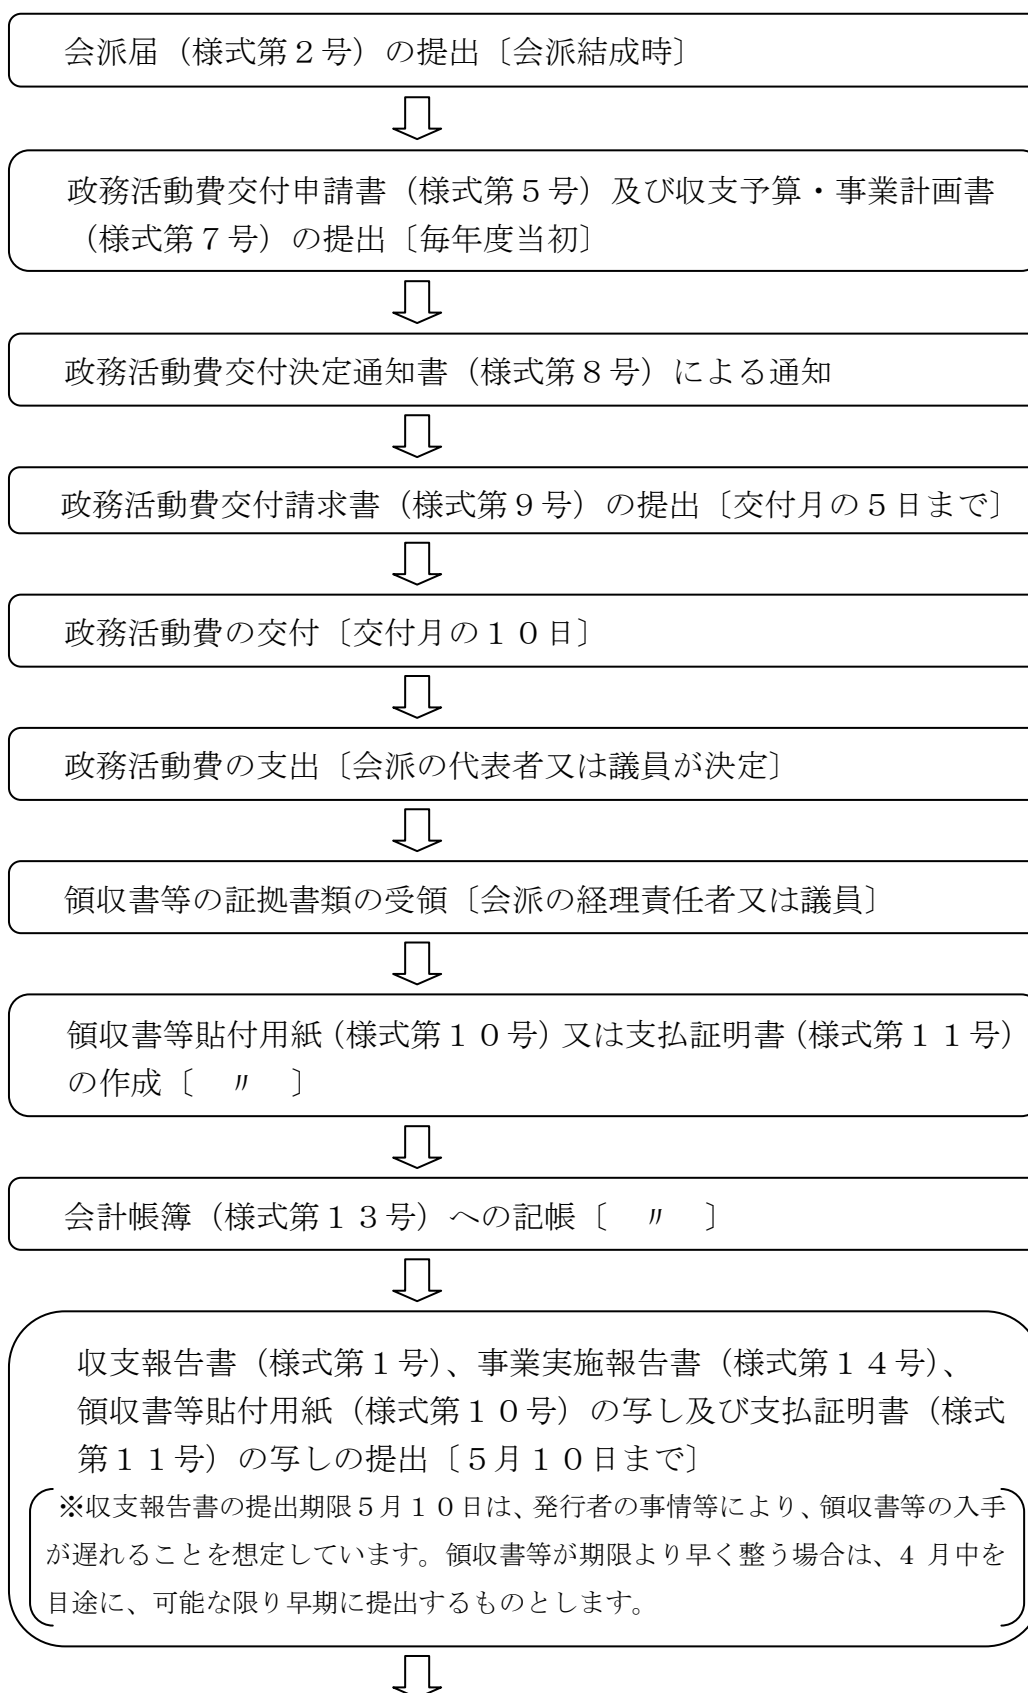 会派届（様式第２号）の提出〔会派結成時〕
政務活動費交付申請書（様式第５号）及び収支予算・事業計画書
（様式第７号）の提出〔毎年度当初〕
政務活動費交付決定通知書（様式第８号）による通知
政務活動費交付請求書（様式第９号）の提出〔交付月の５日まで〕
政務活動費の交付〔交付月の１０日〕
政務活動費の支出〔会派の代表者又は議員が決定〕
領収書等の証拠書類の受領〔会派の経理責任者又は議員〕
領収書等貼付用紙（様式第１０号）又は支払証明書（様式第１１号）
の作成〔　〃　〕
会計帳簿（様式第１３号）への記帳〔　〃　〕
収支報告書（様式第１号）、事業実施報告書（様式第１４号）、
領収書等貼付用紙（様式第１０号）の写し及び支払証明書（様式
第１１号）の写しの提出〔５月１０日まで〕
※収支報告書の提出期限５月１０日は、発行者の事情等により、領収書等の入手
が遅れることを想定しています。領収書等が期限より早く整う場合は、4 月中を
目途に、可能な限り早期に提出するものとします。